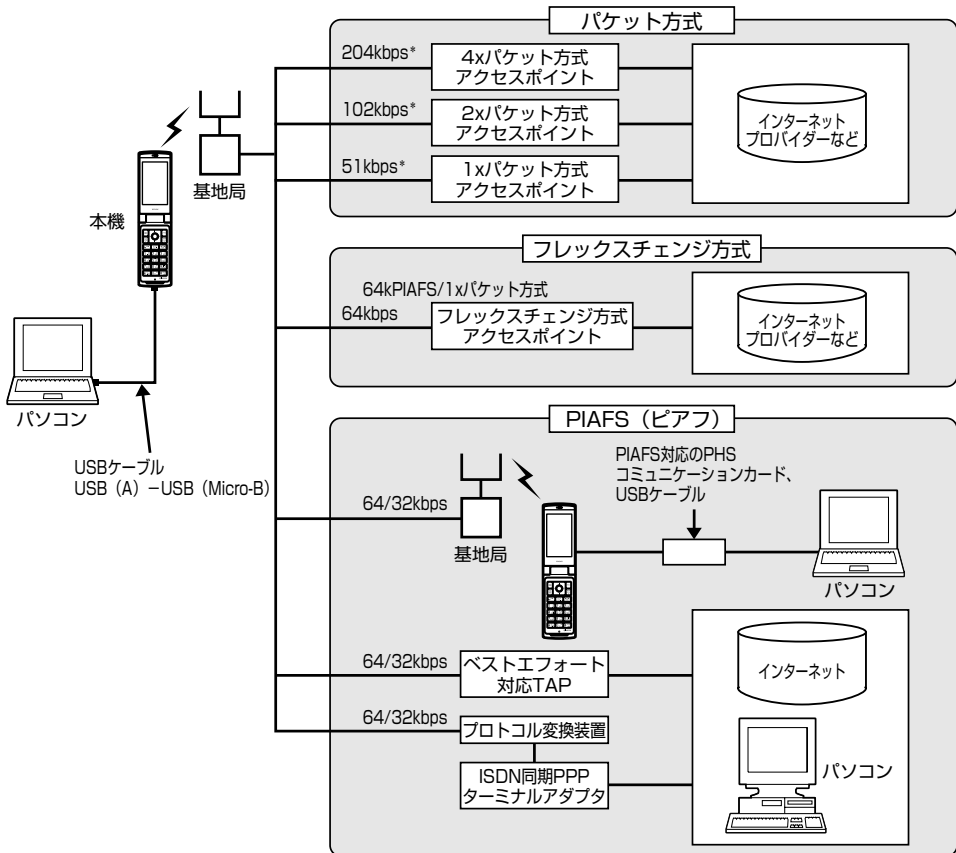 パケット方式
204kbps*
4xパケット方式
アクセスポイント
102kbps*
2xパケット方式
アクセスポイント
51kbps*
1xパケット方式
アクセスポイント
インターネット
プロバイダーなど
基地局
本機
パソコン
USBケーブル
USB（A）－USB（Micro-B）
フレックスチェンジ方式
64kPIAFS/1xパケット方式
64kbps
フレックスチェンジ方式
アクセスポイント
インターネット
プロバイダーなど
PIAFS（ピアフ）
PIAFS対応のPHS
コミュニケーションカード、
USBケーブル
64/32kbps
基地局
パソコン
64/32kbps
ベストエフォート
対応TAP
インターネット
64/32kbps
プロトコル変換装置
ISDN同期PPP
ターミナルアダプタ
パソコン